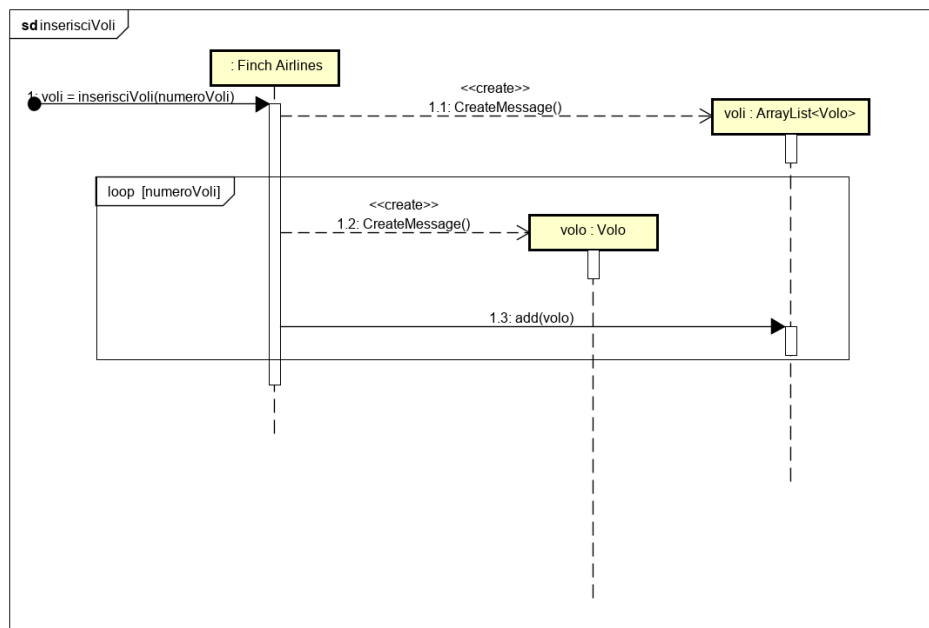 sd inserisciVoli
: Finch Airlines
1: voli = inserisciVoli(numeroVoli)
<<create>>
1.1: CreateMessage()
voli : ArrayList<Volo>
loop [numeroVoli]
<<create>>
1.2: CreateMessage()
volo : Volo
1.3: add(volo)